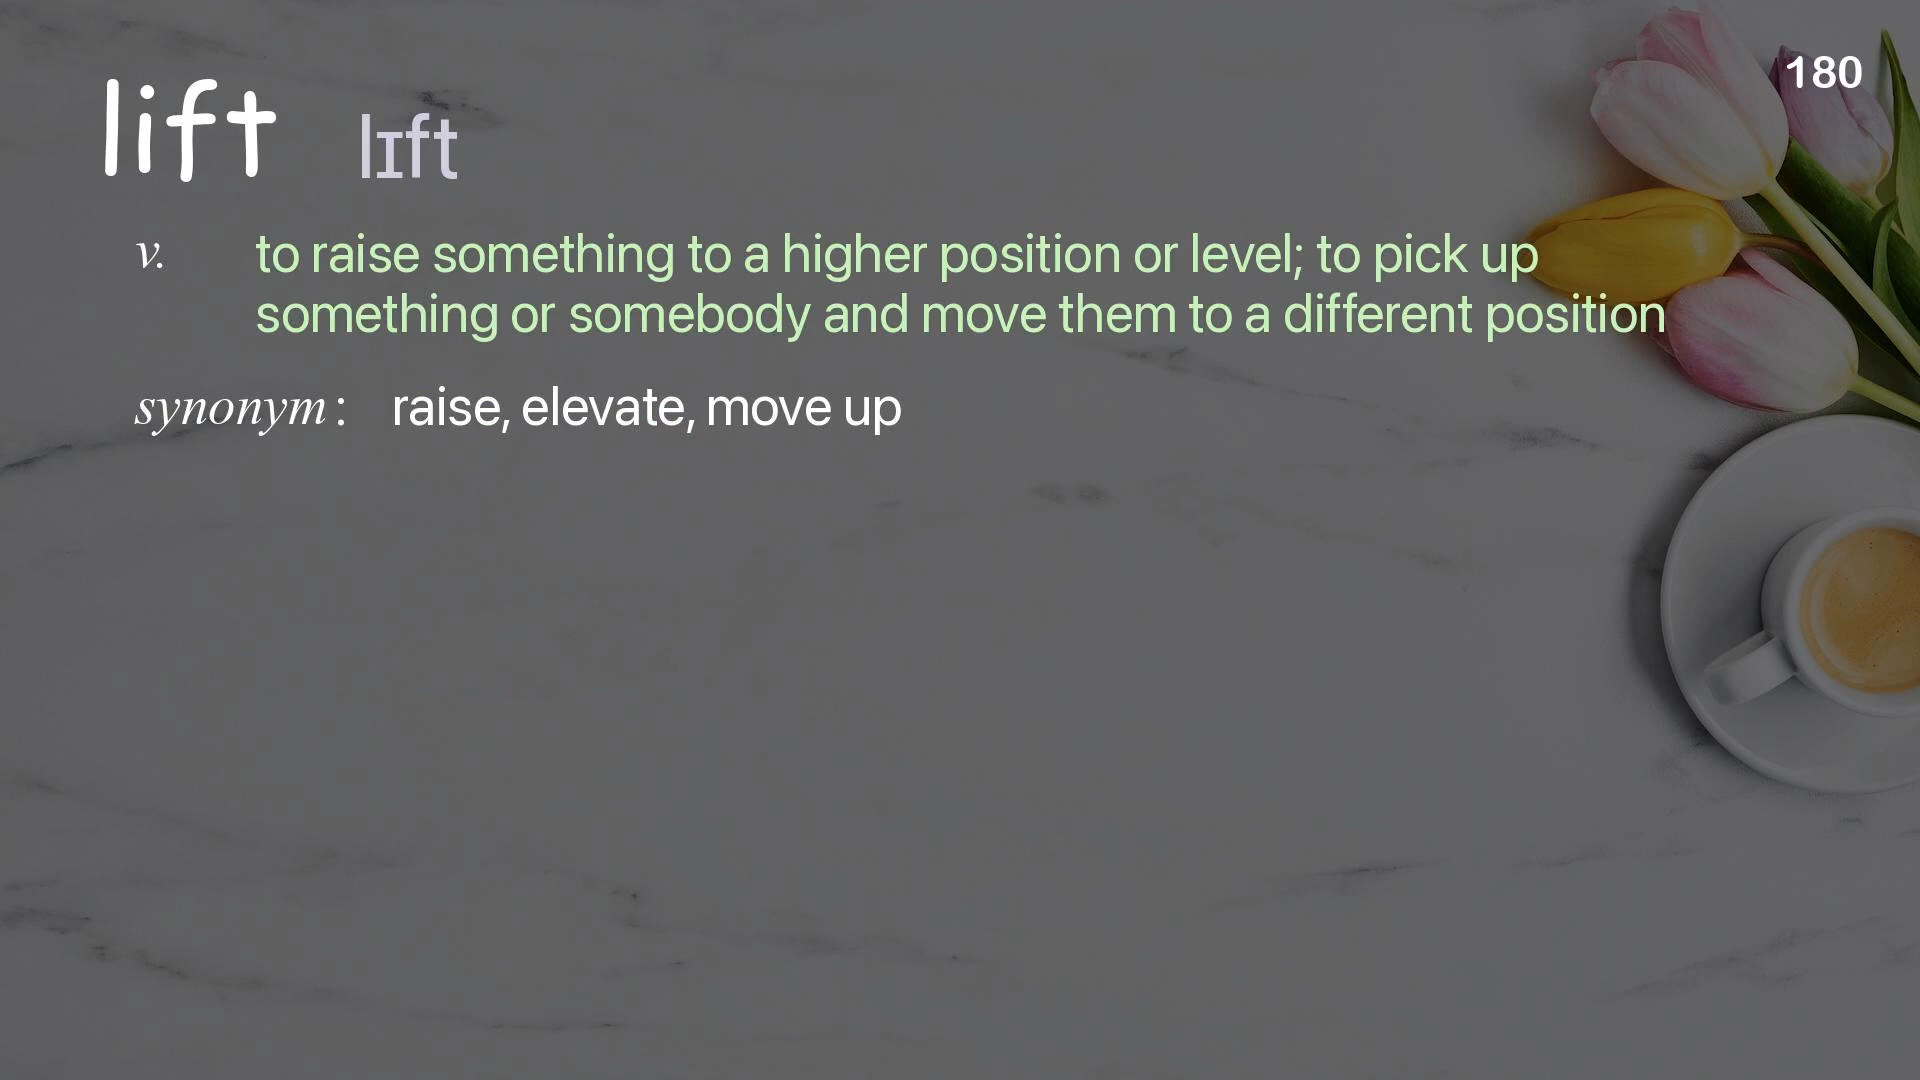 180
lift lɪft
v. to raise something to a higher position or level; to pick up
something or somebody and move them to a different position
synonym : raise, elevate, move up